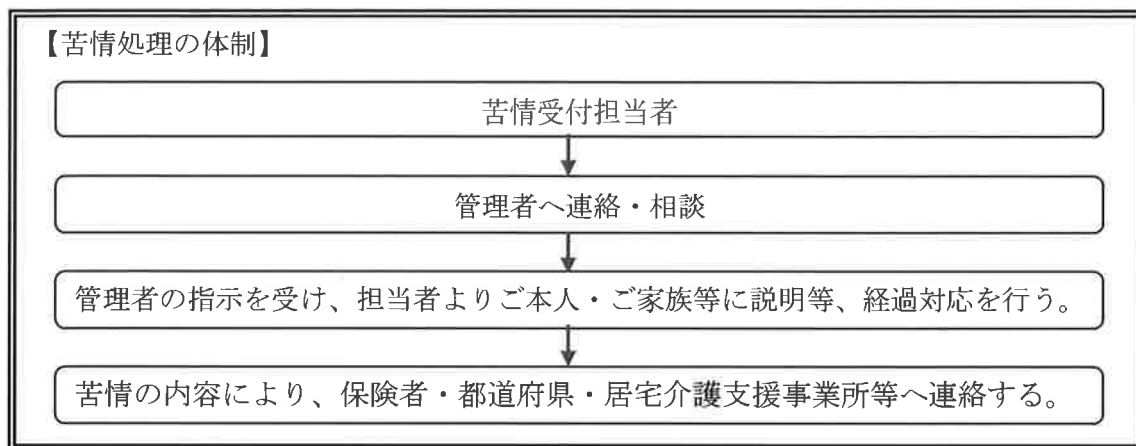 【苦情処理の体制】
苦情受付担当者
管理者へ連絡・相談
管理者の指示を受け、担当者よりご本人・ご家族等に説明等、経過対応を行う。
苦情の内容により、保険者・都道府県・居宅介護支援事業所等へ連絡する。